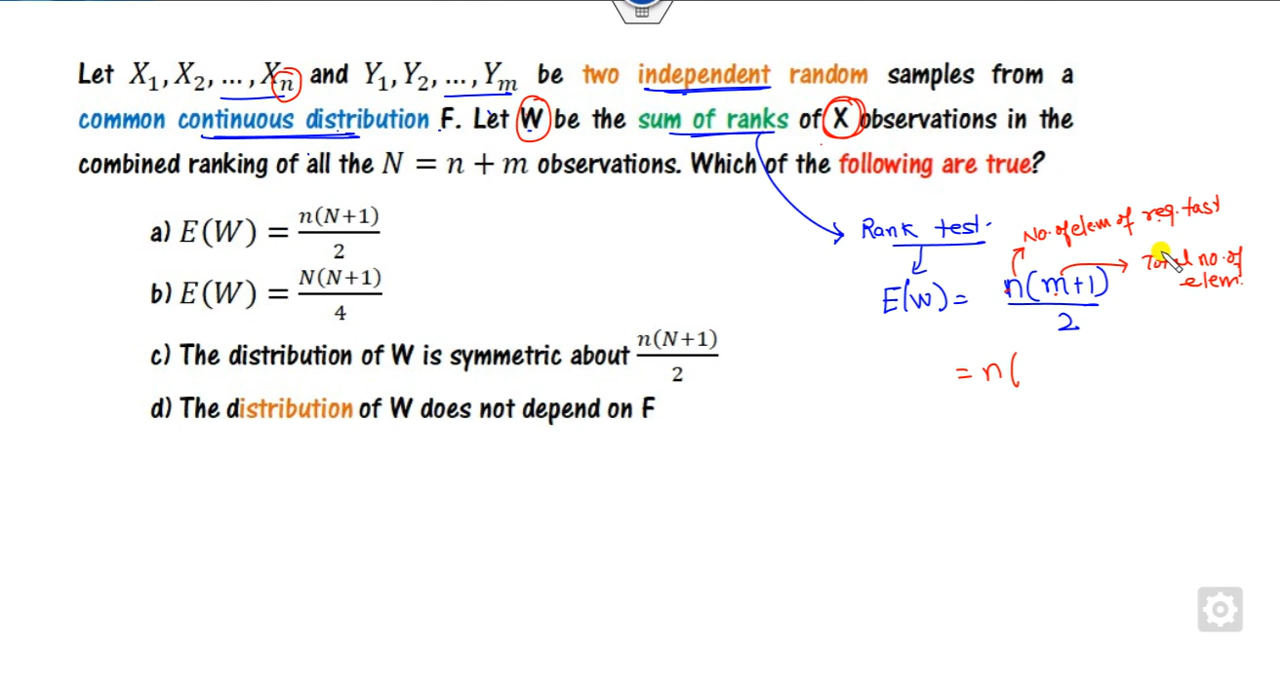 Let X₁, X₂, ..., Xₙ and Y₁, Y₂, ..., Yₘ be two independent random samples from a
common continuous distribution F. Let W be the sum of ranks of X observations in the
combined ranking of all the N = n + m observations. Which of the following are true?
a) E(W) = n(N+1)/2
b) E(W) = N(N+1)/4
c) The distribution of W is symmetric about n(N+1)/2
d) The distribution of W does not depend on F
Rank test.
No. of elem of req. tast
E(W) = n(m+1)/2
Total no. of
elem.
= n(